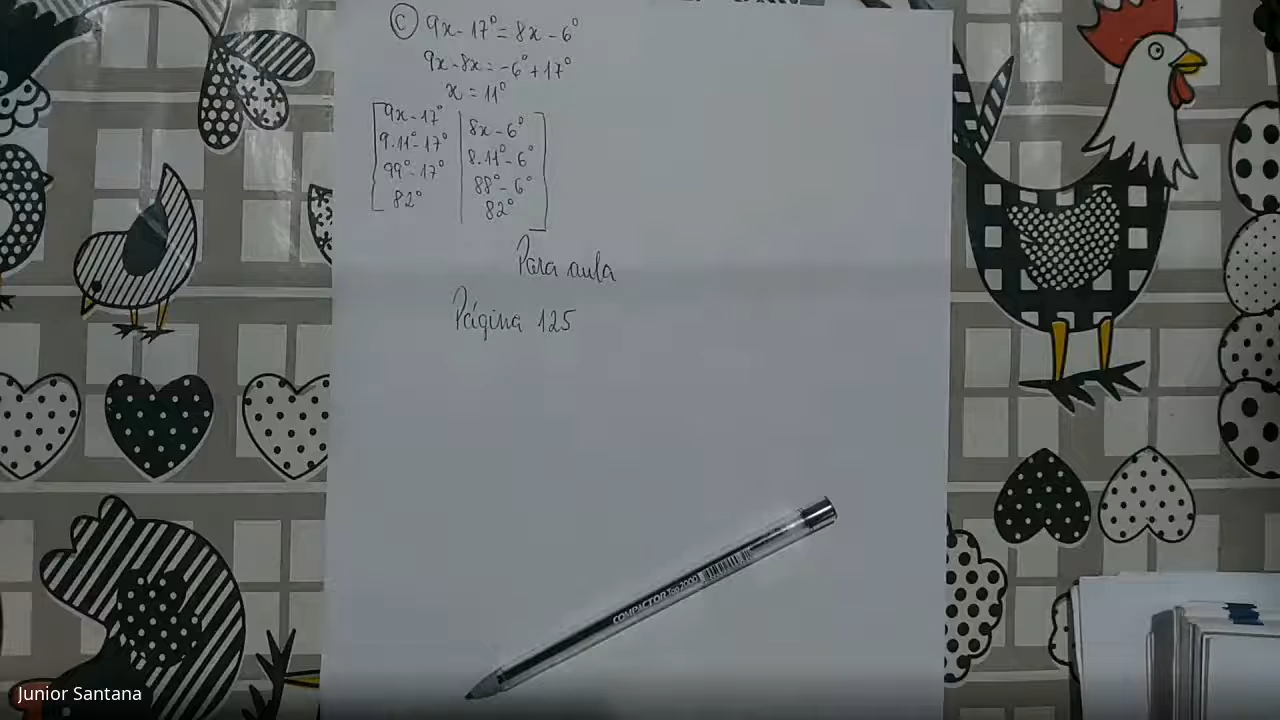 C 9x-17°=8x-6°
9x-8x=-6°+17°
x=11°
9x-17° 8x-6°
9.11°-17° 8.11°-6°
99°-17° 88°-6°
82° 82°
Para aula
Página 125
COMPACTOR
Junior Santana